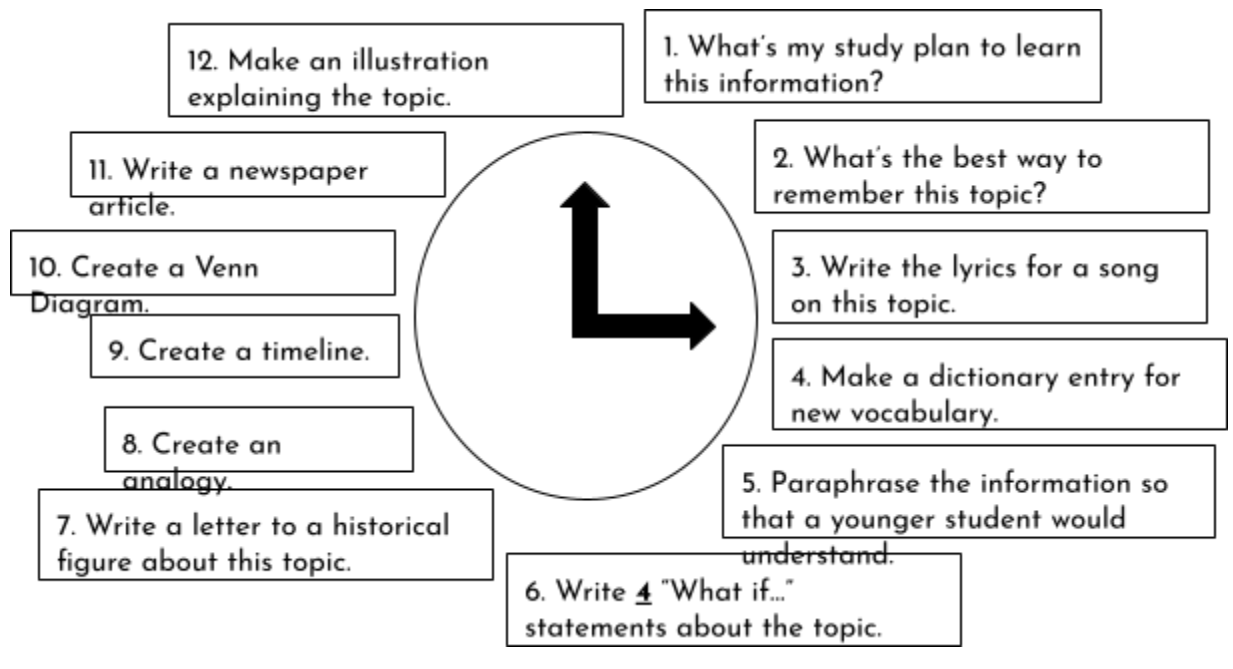 12. Make an illustration
explaining the topic.
1. What's my study plan to learn
this information?
2. What's the best way to
remember this topic?
3. Write the lyrics for a song
on this topic.
4. Make a dictionary entry for
new vocabulary.
5. Paraphrase the information so
that a younger student would
understand.
6. Write 4 "What if..."
statements about the topic.
7. Write a letter to a historical
figure about this topic.
8. Create an
analogy.
9. Create a timeline.
10. Create a Venn
Diagram.
11. Write a newspaper
article.